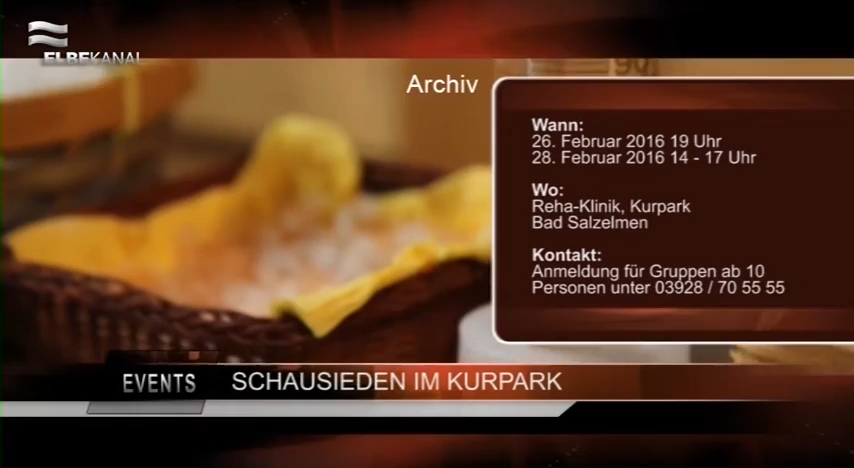 ELBEKANAL
Archiv
Wann:
26. Februar 2016 19 Uhr
28. Februar 2016 14 - 17 Uhr
Wo:
Reha-Klinik, Kurpark
Bad Salzelmen
Kontakt:
Anmeldung für Gruppen ab 10
Personen unter 03928 / 70 55 55
EVENTS
SCHAUSIEDEN IM KURPARK